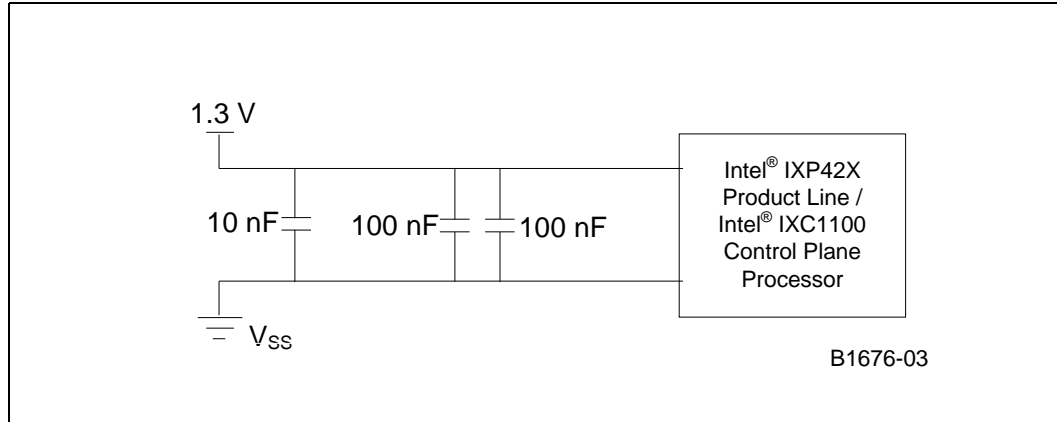 1.3 V
10 nF
100 nF
100 nF
Intel® IXP42X
Product Line /
Intel® IXC1100
Control Plane
Processor
VSS
B1676-03